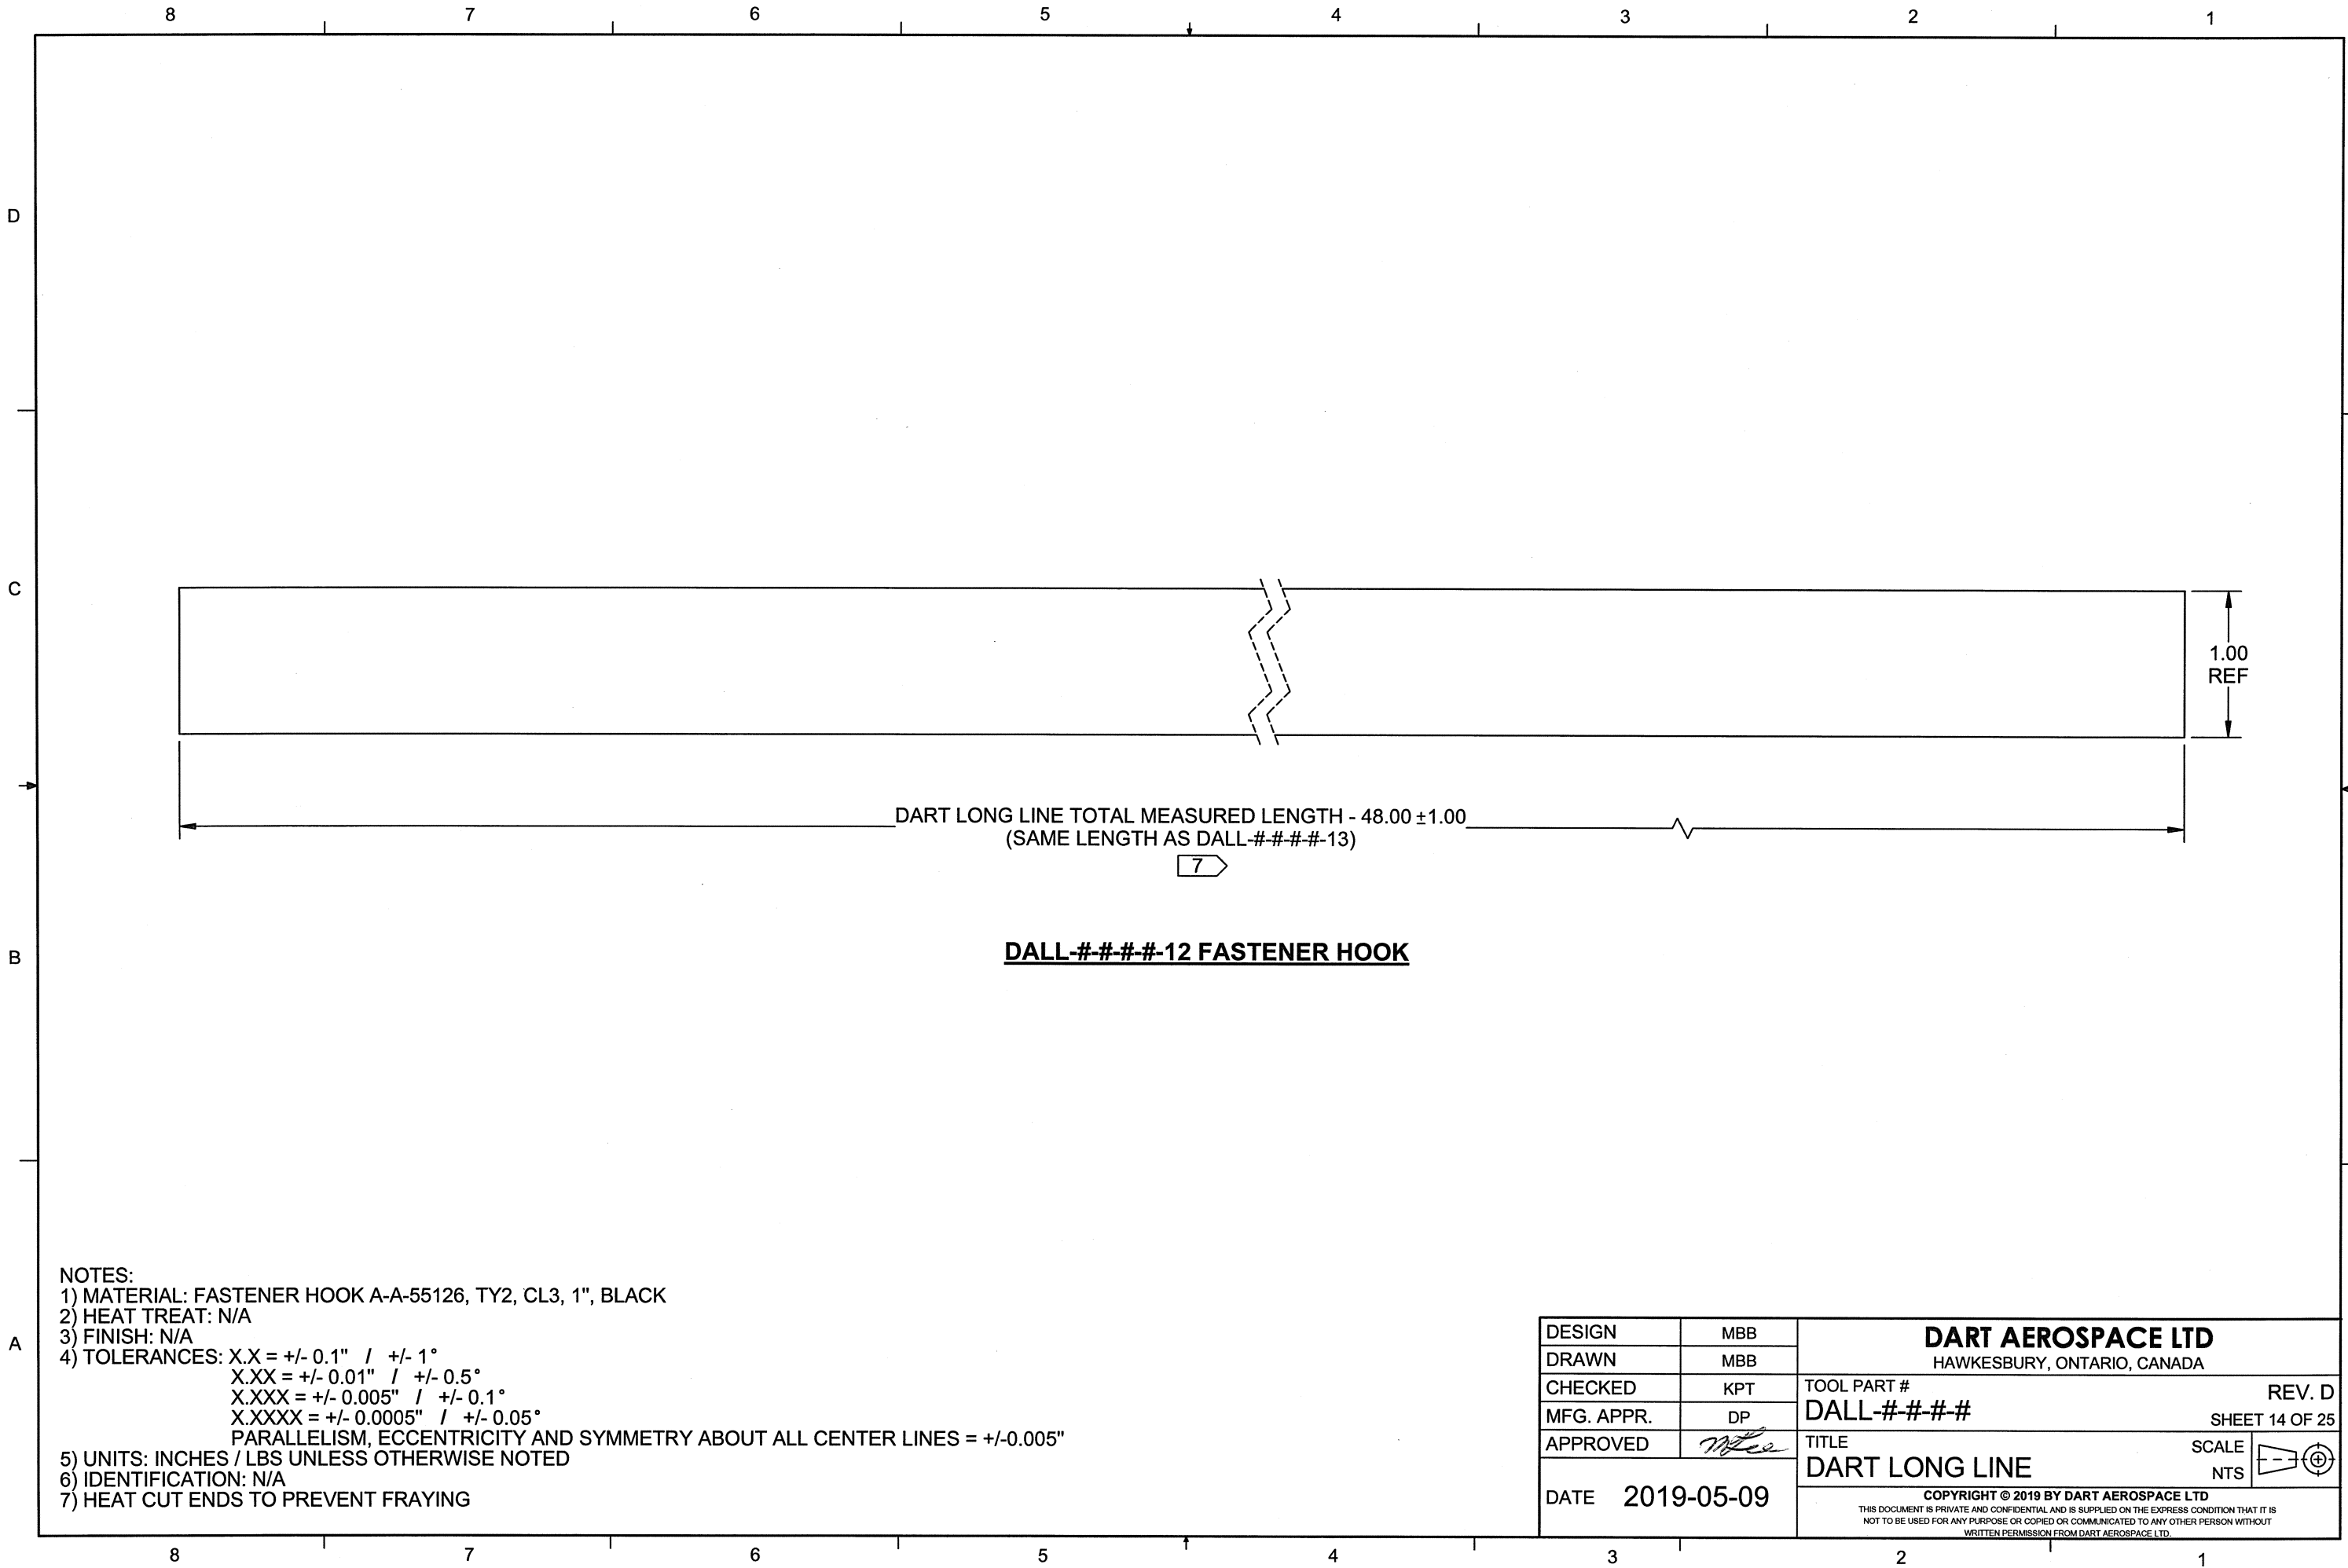 8 7 6 5 4 3 2 1
D
C
B
A
1.00
REF
DART LONG LINE TOTAL MEASURED LENGTH - 48.00 ±1.00
(SAME LENGTH AS DALL-#-#-#-#-13)
7
DALL-#-#-#-#-12 FASTENER HOOK
NOTES:
1) MATERIAL: FASTENER HOOK A-A-55126, TY2, CL3, 1", BLACK
2) HEAT TREAT: N/A
3) FINISH: N/A
4) TOLERANCES: X.X = +/- 0.1" / +/- 1°
X.XX = +/- 0.01" / +/- 0.5°
X.XXX = +/- 0.005" / +/- 0.1°
X.XXXX = +/- 0.0005" / +/- 0.05°
PARALLELISM, ECCENTRICITY AND SYMMETRY ABOUT ALL CENTER LINES = +/-0.005"
5) UNITS: INCHES / LBS UNLESS OTHERWISE NOTED
6) IDENTIFICATION: N/A
7) HEAT CUT ENDS TO PREVENT FRAYING
DESIGN MBB
DRAWN MBB
CHECKED KPT
MFG. APPR. DP
APPROVED
DATE 2019-05-09
DART AEROSPACE LTD
HAWKESBURY, ONTARIO, CANADA
TOOL PART # REV. D
DALL-#-#-#-# SHEET 14 OF 25
TITLE SCALE
DART LONG LINE NTS
COPYRIGHT © 2019 BY DART AEROSPACE LTD
THIS DOCUMENT IS PRIVATE AND CONFIDENTIAL AND IS SUPPLIED ON THE EXPRESS CONDITION THAT IT IS
NOT TO BE USED FOR ANY PURPOSE OR COPIED OR COMMUNICATED TO ANY OTHER PERSON WITHOUT
WRITTEN PERMISSION FROM DART AEROSPACE LTD.
8 7 6 5 4 3 2 1